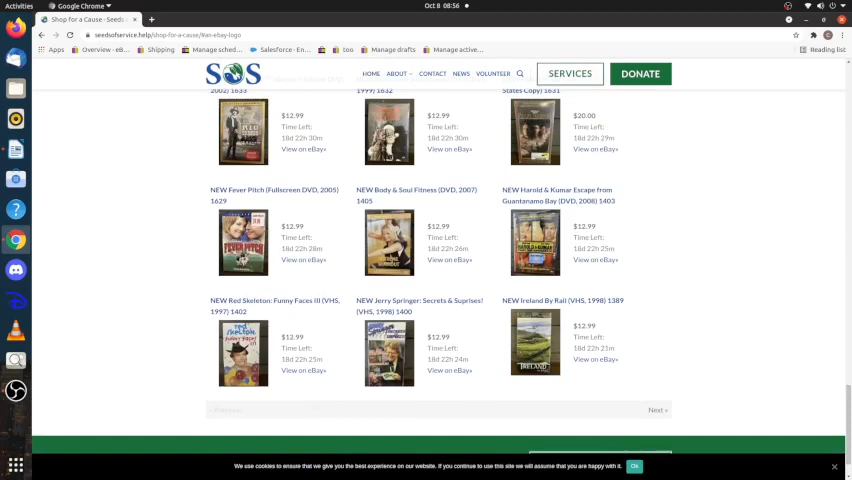 Activities
Google Chrome
Oct 8 08:56
Shop for a Cause - Seeds
seedsofservice.help/shop-for-a-cause/#an-ebay-logo
Apps
Overview - eB...
Shipping
Manage sched...
Salesforce - En...
too
Manage drafts
Manage active...
Reading list
SOS
HOME
ABOUT
CONTACT
NEWS
VOLUNTEER
SERVICES
DONATE
2002) 1633
1999) 1632
States Copy) 1631
$12.99
Time Left:
18d 22h 30m
View on eBay»
$12.99
Time Left:
18d 22h 30m
View on eBay»
$20.00
Time Left:
18d 22h 29m
View on eBay»
NEW Fever Pitch (Fullscreen DVD, 2005)
1629
NEW Body & Soul Fitness (DVD, 2007)
1405
NEW Harold & Kumar Escape from
Guantanamo Bay (DVD, 2008) 1403
FEVER PITCH
$12.99
Time Left:
18d 22h 28m
View on eBay»
$12.99
Time Left:
18d 22h 26m
View on eBay»
$12.99
Time Left:
18d 22h 25m
View on eBay»
NEW Red Skelton: Funny Faces III (VHS,
1997) 1402
NEW Jerry Springer: Secrets & Suprises!
(VHS, 1998) 1400
NEW Ireland By Rail (VHS, 1998) 1389
red
skelton
funny faces
IRELAND
$12.99
Time Left:
18d 22h 25m
View on eBay»
$12.99
Time Left:
18d 22h 24m
View on eBay»
$12.99
Time Left:
18d 22h 21m
View on eBay»
« Previous
Next »
We use cookies to ensure that we give you the best experience on our website. If you continue to use this site we will assume that you are happy with it.
Ok